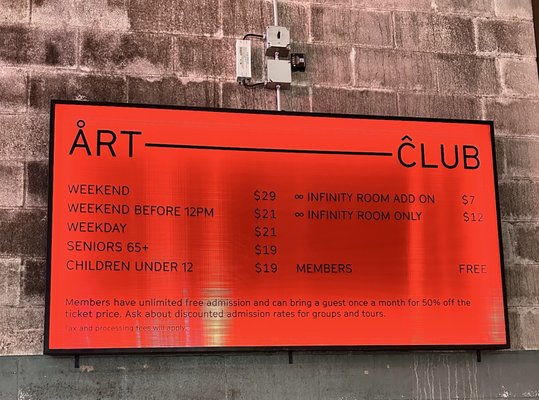 ÅRT — ĈLUB
WEEKEND $29
WEEKEND BEFORE 12PM $21
WEEKDAY $21
SENIORS 65+ $19
CHILDREN UNDER 12 $19
∞ INFINITY ROOM ADD ON $7
∞ INFINITY ROOM ONLY $12
MEMBERS FREE
Members have unlimited free admission and can bring a guest once a month for 50% off the
ticket price. Ask about discounted admission rates for groups and tours.
Tax and processing fees will apply.